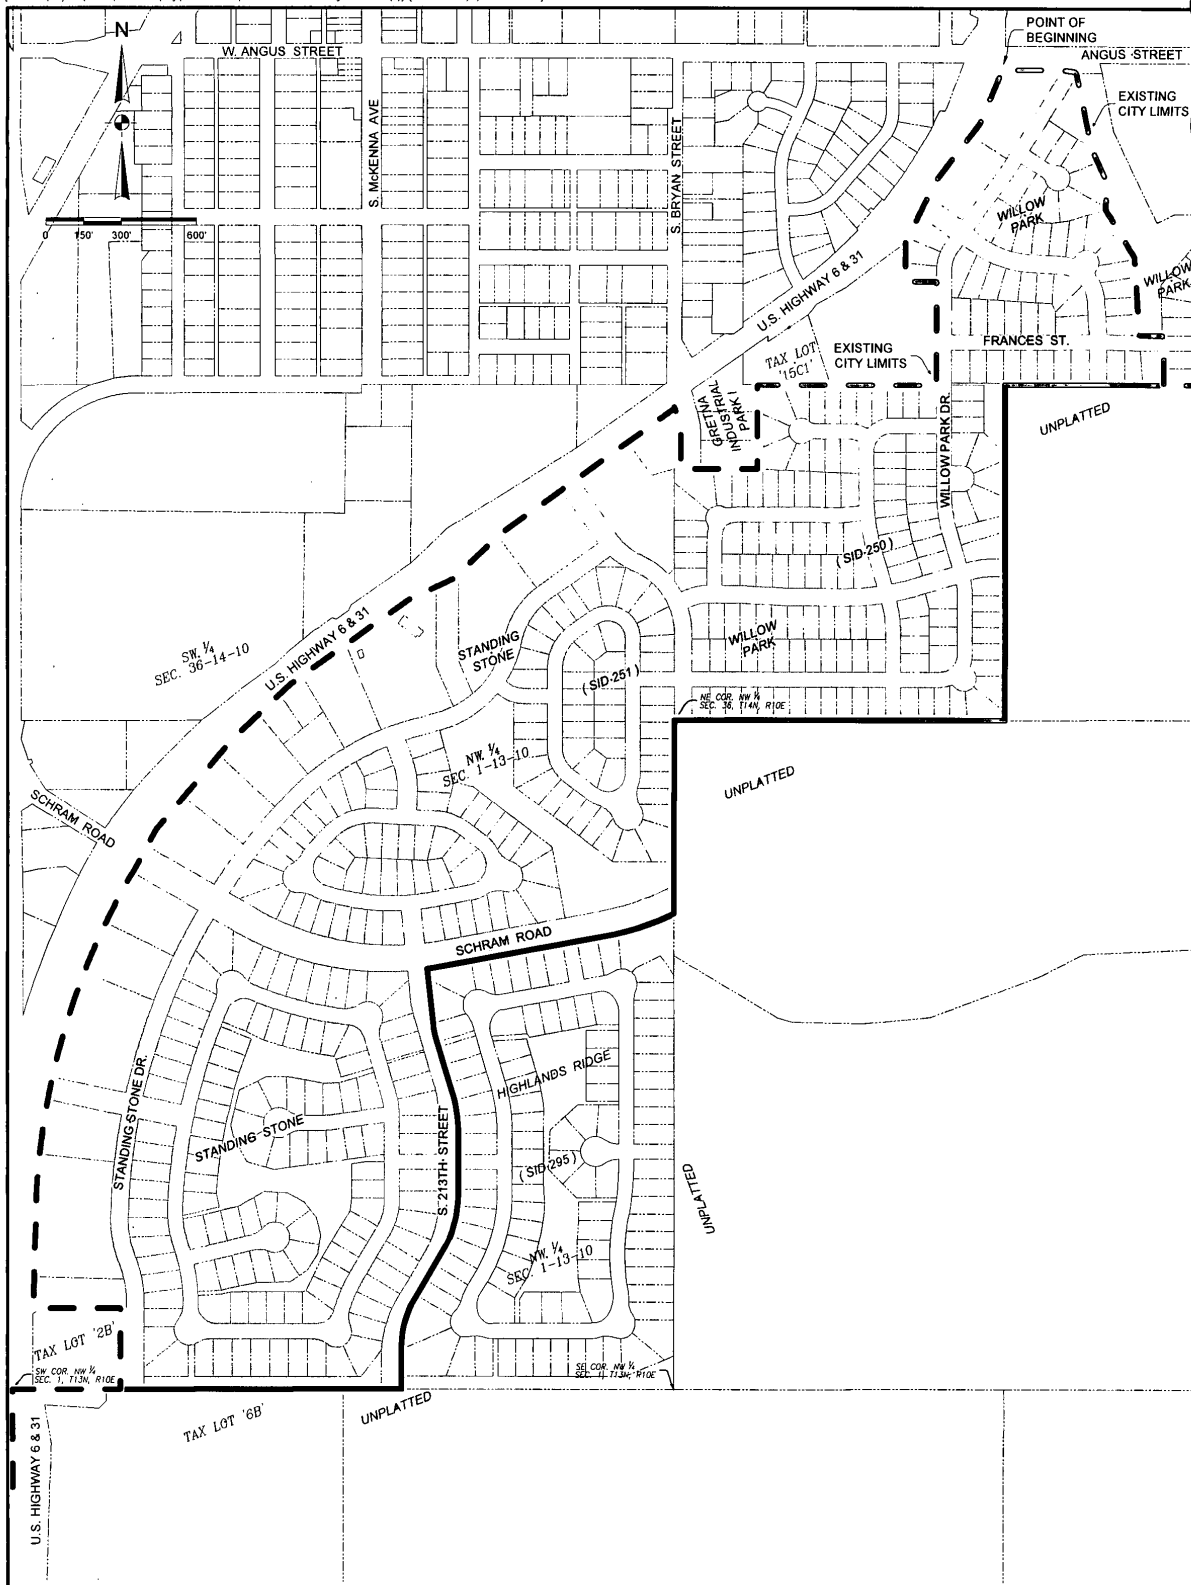 POINT OF
BEGINNING
N
W. ANGUS STREET
ANGUS STREET
EXISTING
CITY LIMITS
S. McKENNA AVE
S. BRYAN STREET
WILLOW
PARK
0 150' 300' 600'
WILLOW
PARK
U.S. HIGHWAY 6 & 31
FRANCES ST.
TAX LOT
'15C1'
EXISTING
CITY LIMITS
GRETNA
INDUSTRIAL
PARK I
WILLOW PARK DR.
UNPLATTED
( SID-250 )
SW. ¼
SEC. 36-14-10
U.S. HIGHWAY 6 & 31
STANDING
STONE
WILLOW
PARK
( SID-251 )
NE COR. NW ¼
SEC. 36, T14N, R10E
NW. ¼
SEC. 1-13-10
UNPLATTED
SCHRAM ROAD
SCHRAM ROAD
STANDING STONE DR.
HIGHLANDS RIDGE
STANDING STONE
S. 213TH STREET
( SID-295 )
UNPLATTED
NW. ¼
SEC. 1-13-10
TAX LOT '2B'
SW COR. NW ¼
SEC. 1, T13N, R10E
SE COR. NW ¼
SEC. 1, T13N, R10E
TAX LOT '6B'
UNPLATTED
U.S. HIGHWAY 6 & 31